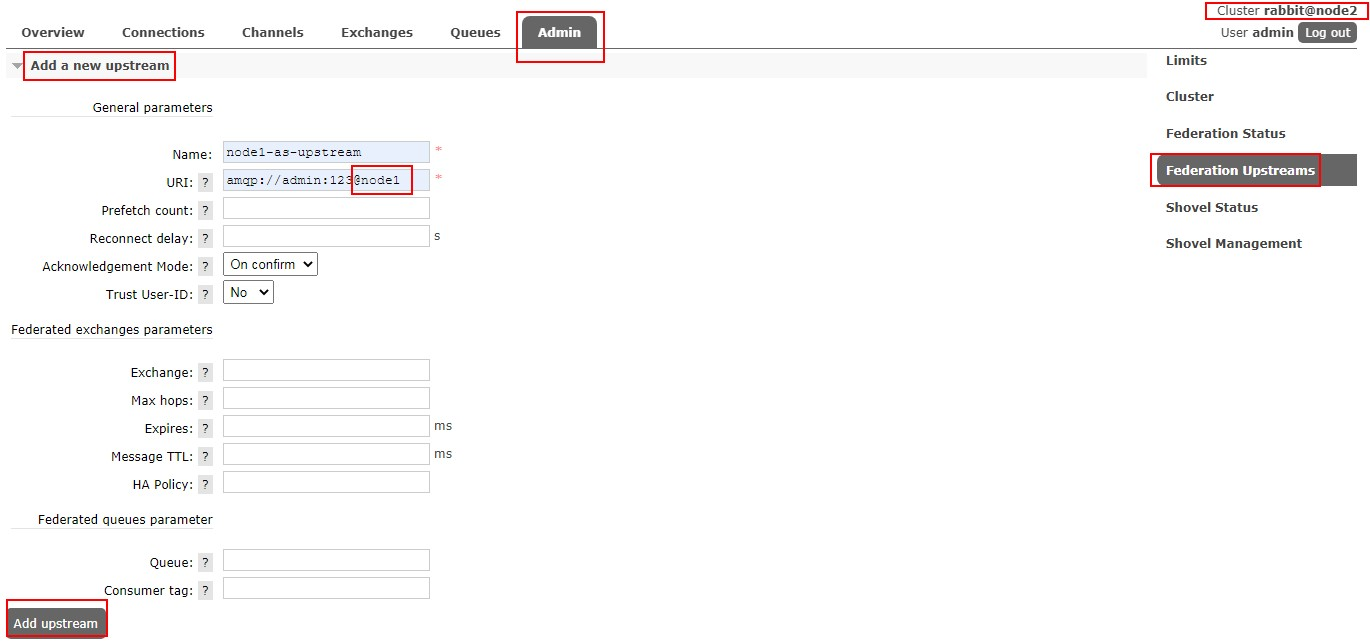 Cluster rabbit@node2
Overview Connections Channels Exchanges Queues Admin
User admin Log out
Add a new upstream
General parameters
Name: node1-as-upstream *
URI: ? amqp://admin:123@node1 *
Prefetch count: ?
Reconnect delay: ? s
Acknowledgement Mode: ? On confirm
Trust User-ID: ? No
Federated exchanges parameters
Exchange: ?
Max hops: ?
Expires: ? ms
Message TTL: ? ms
HA Policy: ?
Federated queues parameter
Queue: ?
Consumer tag: ?
Add upstream
Limits
Cluster
Federation Status
Federation Upstreams
Shovel Status
Shovel Management